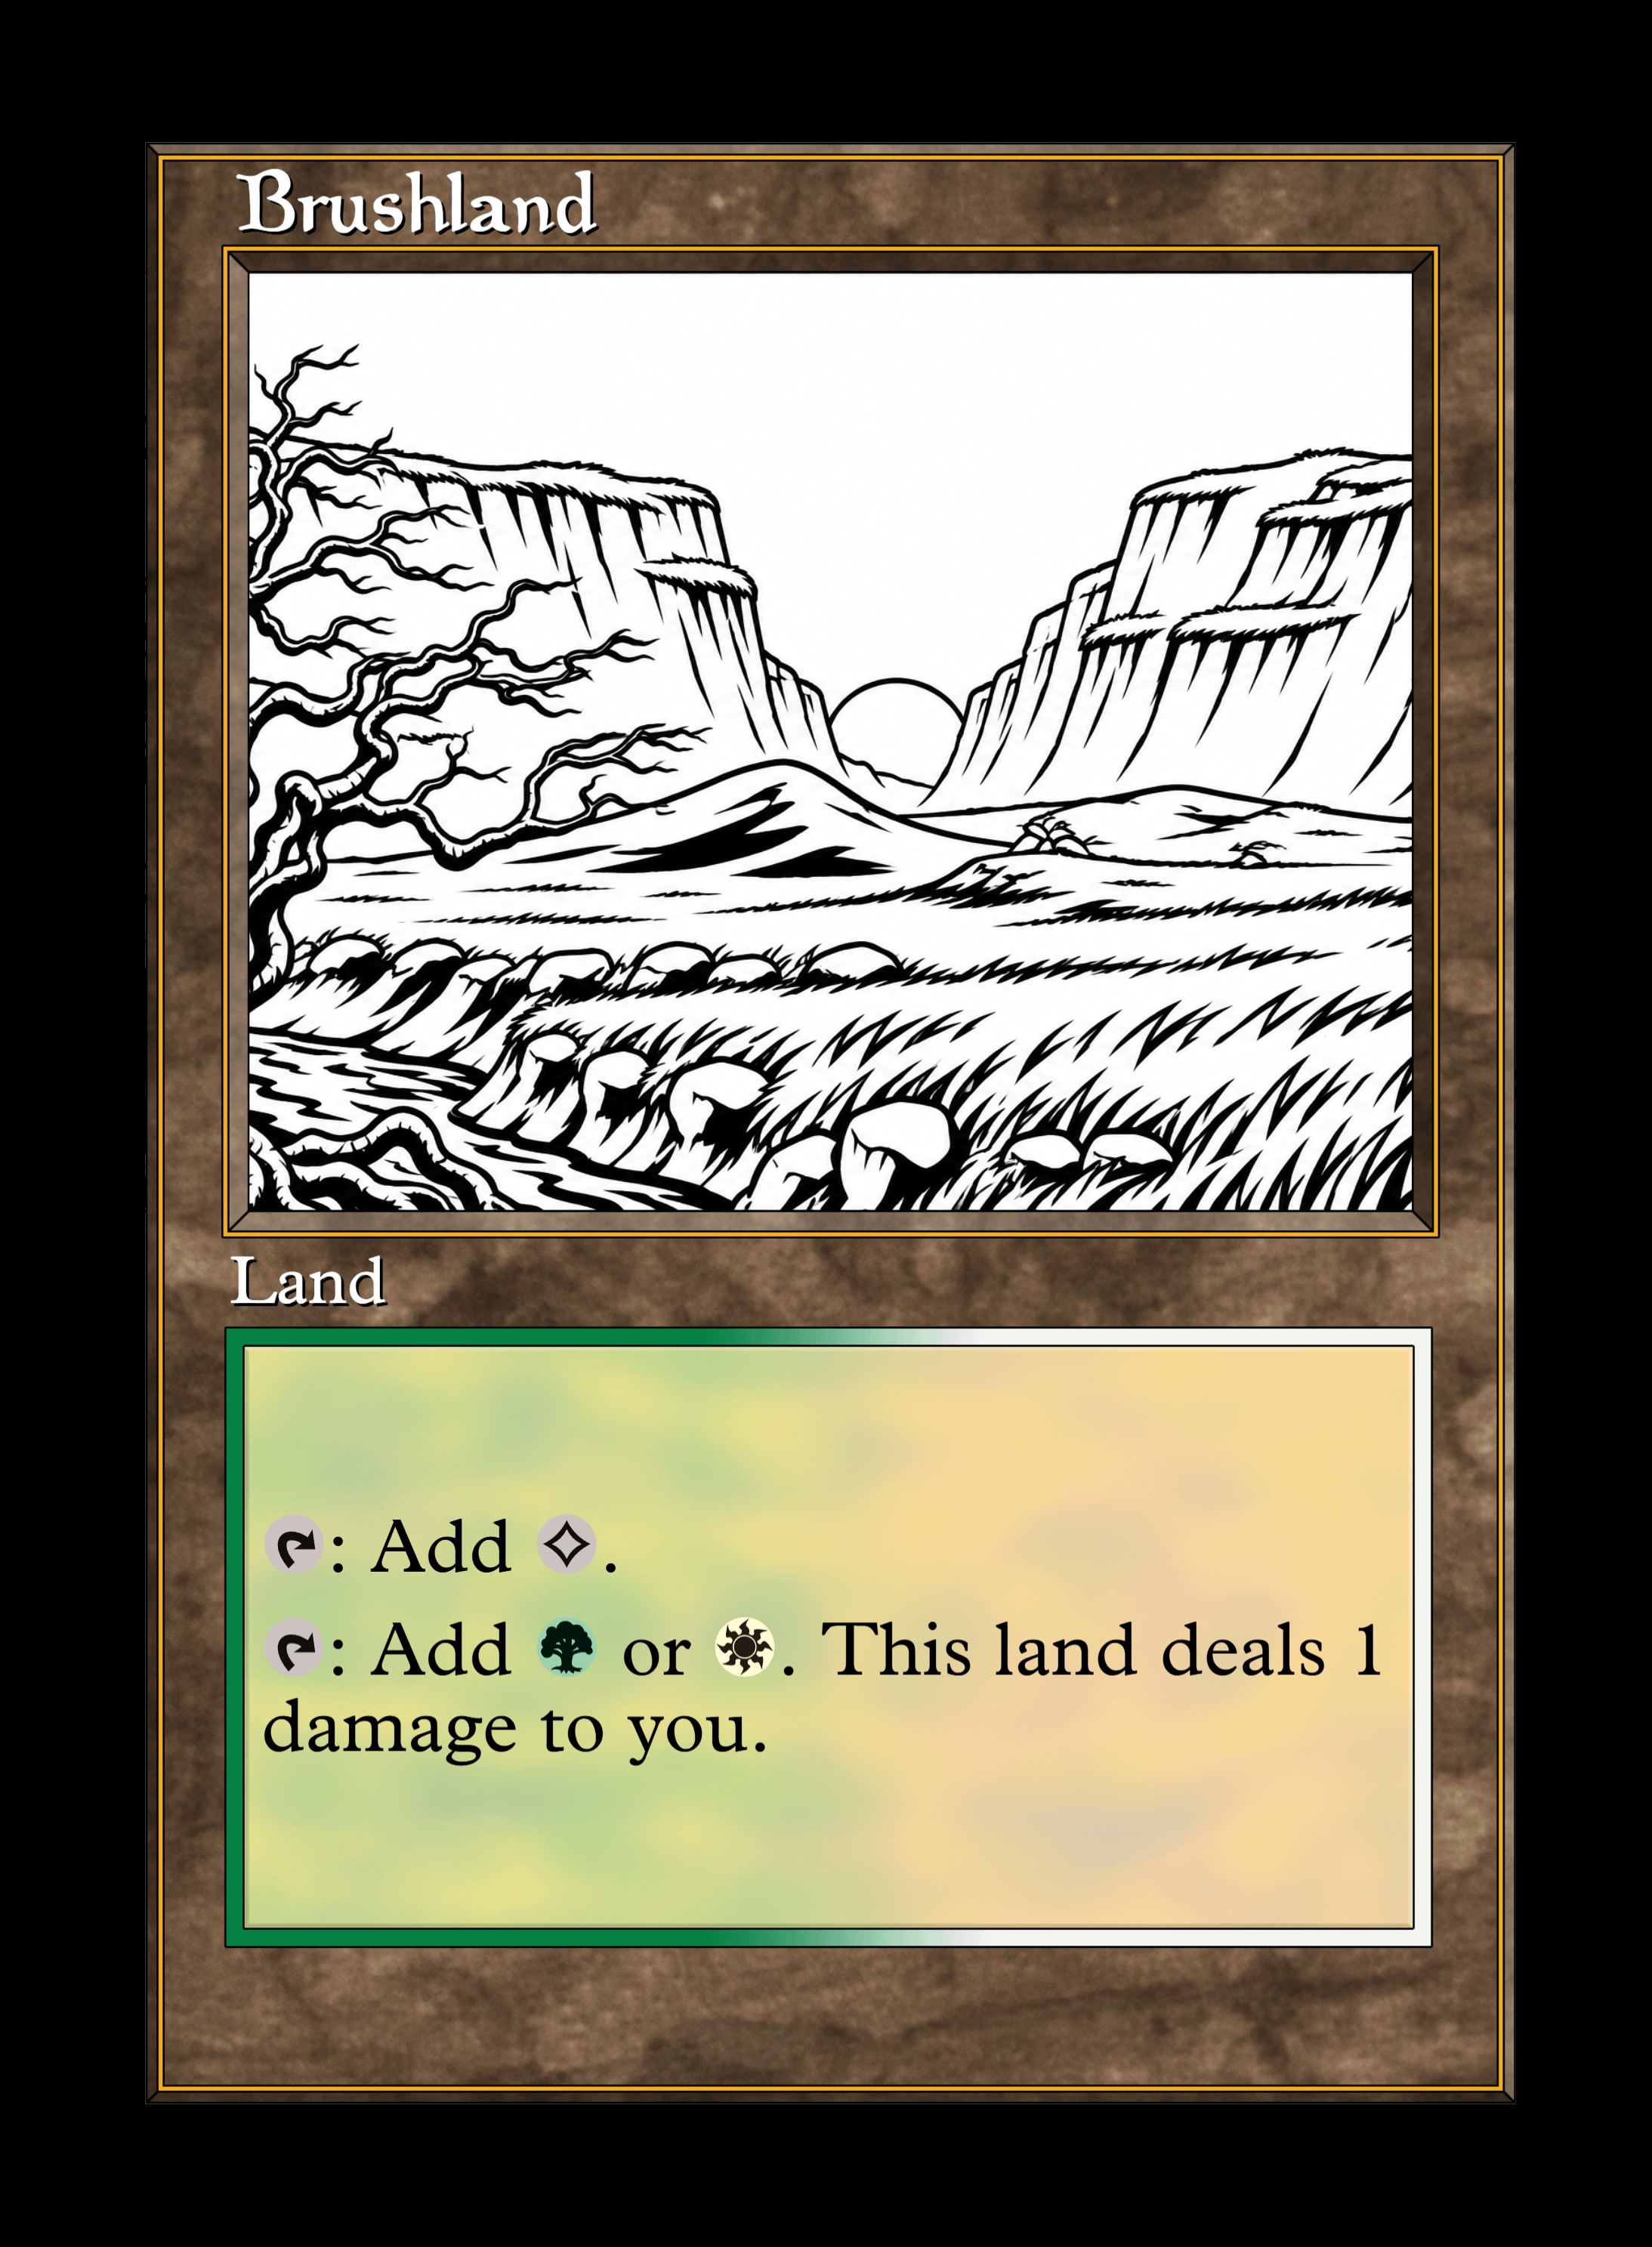 Brushland
Land
: Add .
: Add or . This land deals 1
damage to you.